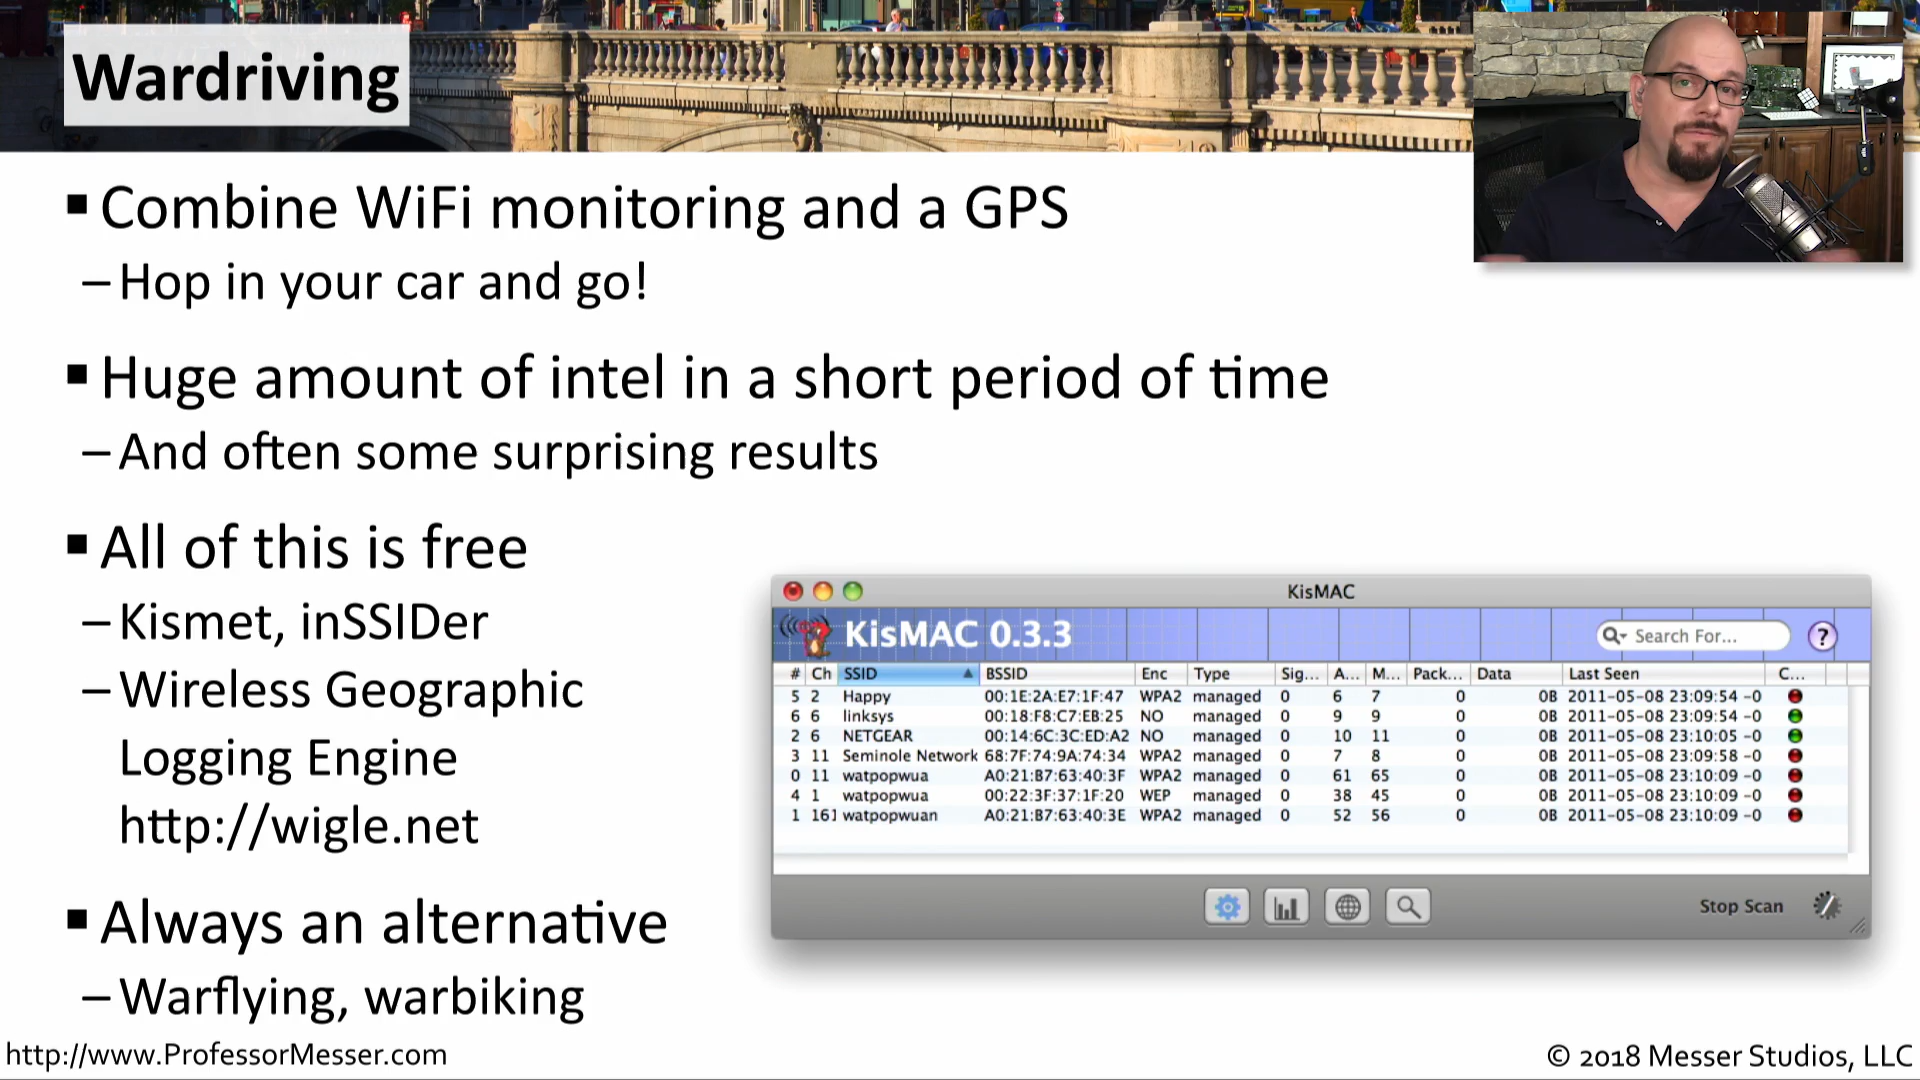 Wardriving
▪ Combine WiFi monitoring and a GPS
– Hop in your car and go!
▪ Huge amount of intel in a short period of time
– And often some surprising results
▪ All of this is free
– Kismet, inSSIDer
– Wireless Geographic
Logging Engine
http://wigle.net
▪ Always an alternative
– Warflying, warbiking
KisMAC
KisMAC 0.3.3
Search For...
?
# Ch SSID BSSID Enc Type Sig... A... M... Pack... Data Last Seen C...
5 2 Happy 00:1E:2A:E7:1F:47 WPA2 managed 0 6 7 0 0B 2011-05-08 23:09:54 -0
6 6 linksys 00:18:F8:C7:EB:25 NO managed 0 9 9 0 0B 2011-05-08 23:09:54 -0
2 6 NETGEAR 00:14:6C:3C:ED:A2 NO managed 0 10 11 0 0B 2011-05-08 23:10:05 -0
3 11 Seminole Network 68:7F:74:9A:74:34 WPA2 managed 0 7 8 0 0B 2011-05-08 23:09:58 -0
0 11 watpopwua A0:21:B7:63:40:3F WPA2 managed 0 61 65 0 0B 2011-05-08 23:10:09 -0
4 1 watpopwua 00:22:3F:37:1F:20 WEP managed 0 38 45 0 0B 2011-05-08 23:10:09 -0
1 161 watpopwuan A0:21:B7:63:40:3E WPA2 managed 0 52 56 0 0B 2011-05-08 23:10:09 -0
Stop Scan
http://www.ProfessorMesser.com
© 2018 Messer Studios, LLC